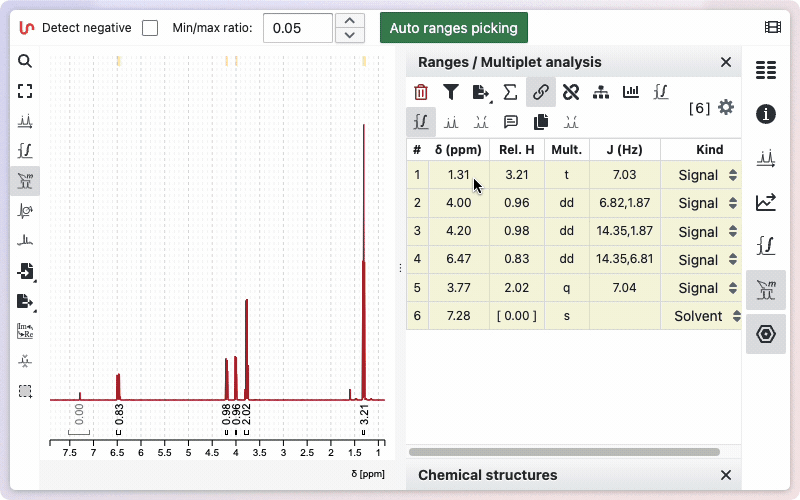 Detect negative Min/max ratio: 0.05 Auto ranges picking
Ranges / Multiplet analysis
[6]
# δ (ppm) Rel. H Mult. J (Hz) Kind
1 1.31 3.21 t 7.03 Signal
2 4.00 0.96 dd 6.82,1.87 Signal
3 4.20 0.98 dd 14.35,1.87 Signal
4 6.47 0.83 dd 14.35,6.81 Signal
5 3.77 2.02 q 7.04 Signal
6 7.28 [ 0.00 ] s Solvent
0.00 0.83 0.98 0.96 2.02 3.21
7.5 7 6.5 6 5.5 5 4.5 4 3.5 3 2.5 2 1.5 1
δ [ppm]
Chemical structures